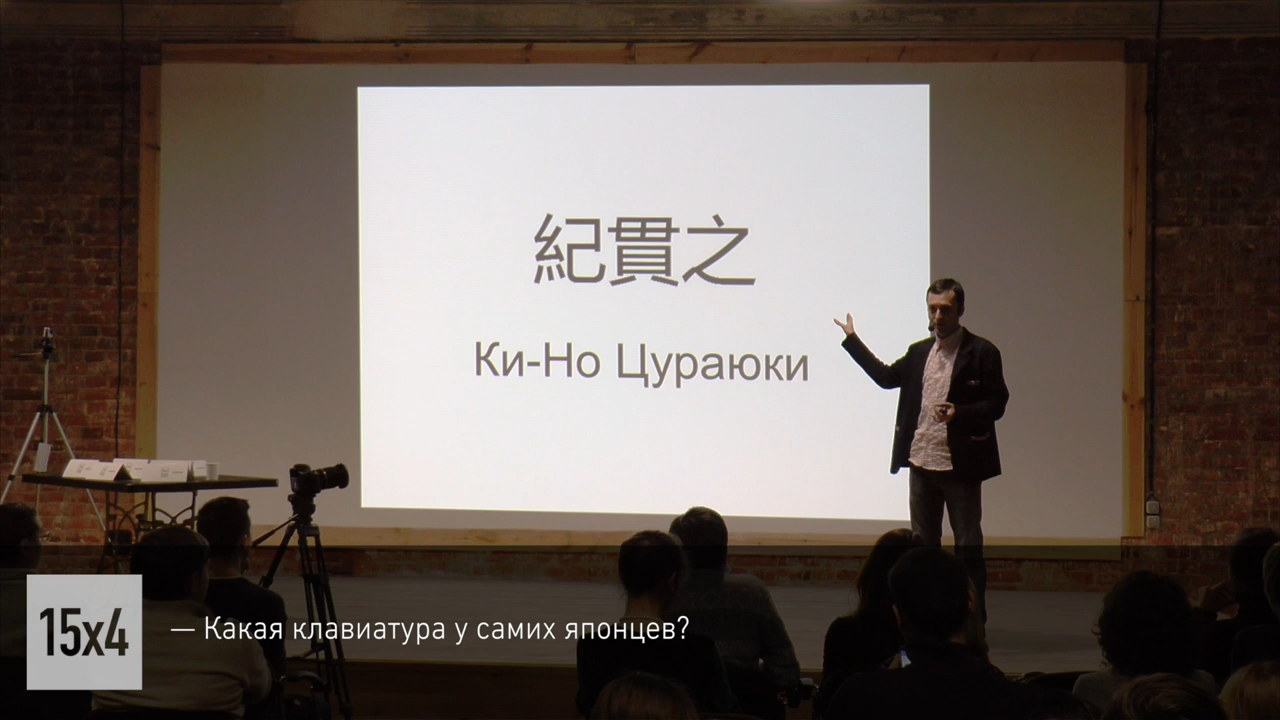 紀貫之
Ки-Но Цураюки
15x4
— Какая клавиатура у самих японцев?